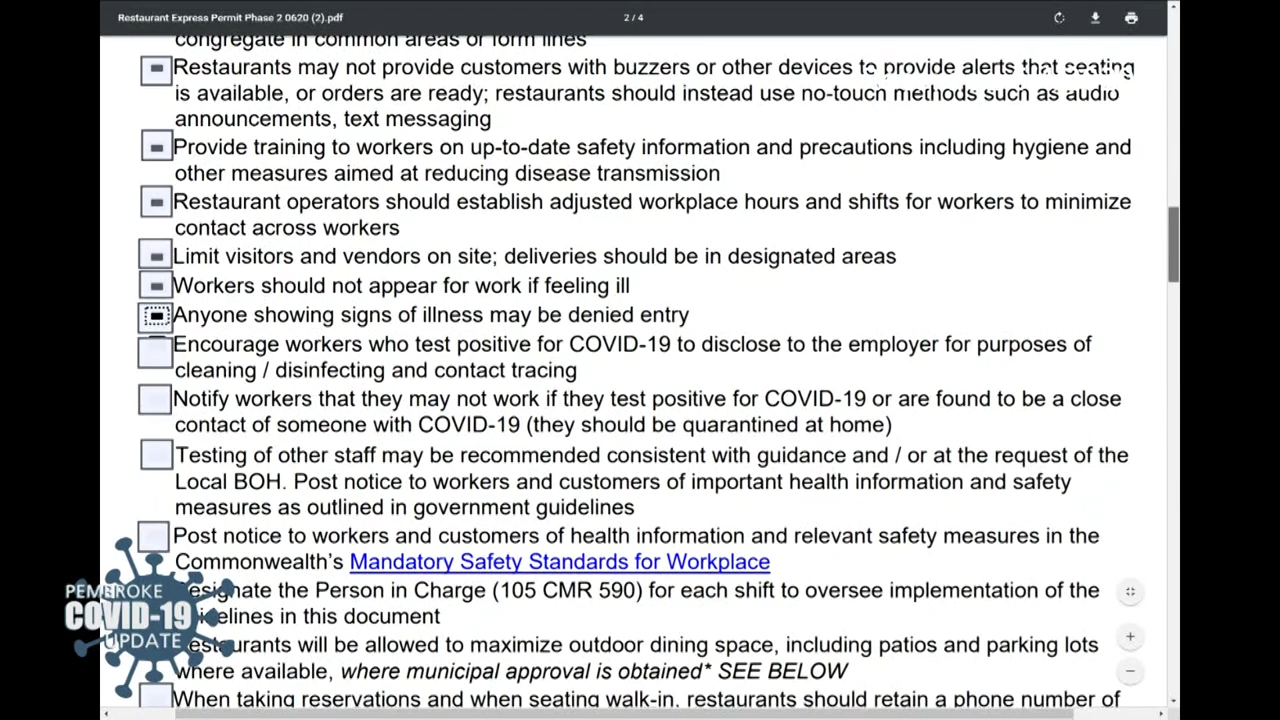 Restaurant Express Permit Phase 2 0620 (2).pdf
2 / 4
congregate in common areas or form lines
Restaurants may not provide customers with buzzers or other devices to provide alerts that seating
is available, or orders are ready; restaurants should instead use no-touch methods such as audio
announcements, text messaging
Provide training to workers on up-to-date safety information and precautions including hygiene and
other measures aimed at reducing disease transmission
Restaurant operators should establish adjusted workplace hours and shifts for workers to minimize
contact across workers
Limit visitors and vendors on site; deliveries should be in designated areas
Workers should not appear for work if feeling ill
Anyone showing signs of illness may be denied entry
Encourage workers who test positive for COVID-19 to disclose to the employer for purposes of
cleaning / disinfecting and contact tracing
Notify workers that they may not work if they test positive for COVID-19 or are found to be a close
contact of someone with COVID-19 (they should be quarantined at home)
Testing of other staff may be recommended consistent with guidance and / or at the request of the
Local BOH. Post notice to workers and customers of important health information and safety
measures as outlined in government guidelines
Post notice to workers and customers of health information and relevant safety measures in the
Commonwealth's Mandatory Safety Standards for Workplace
Designate the Person in Charge (105 CMR 590) for each shift to oversee implementation of the
guidelines in this document
Restaurants will be allowed to maximize outdoor dining space, including patios and parking lots
where available, where municipal approval is obtained* SEE BELOW
When taking reservations and when seating walk-in, restaurants should retain a phone number of
PEMBROKE
COVID-19
UPDATE